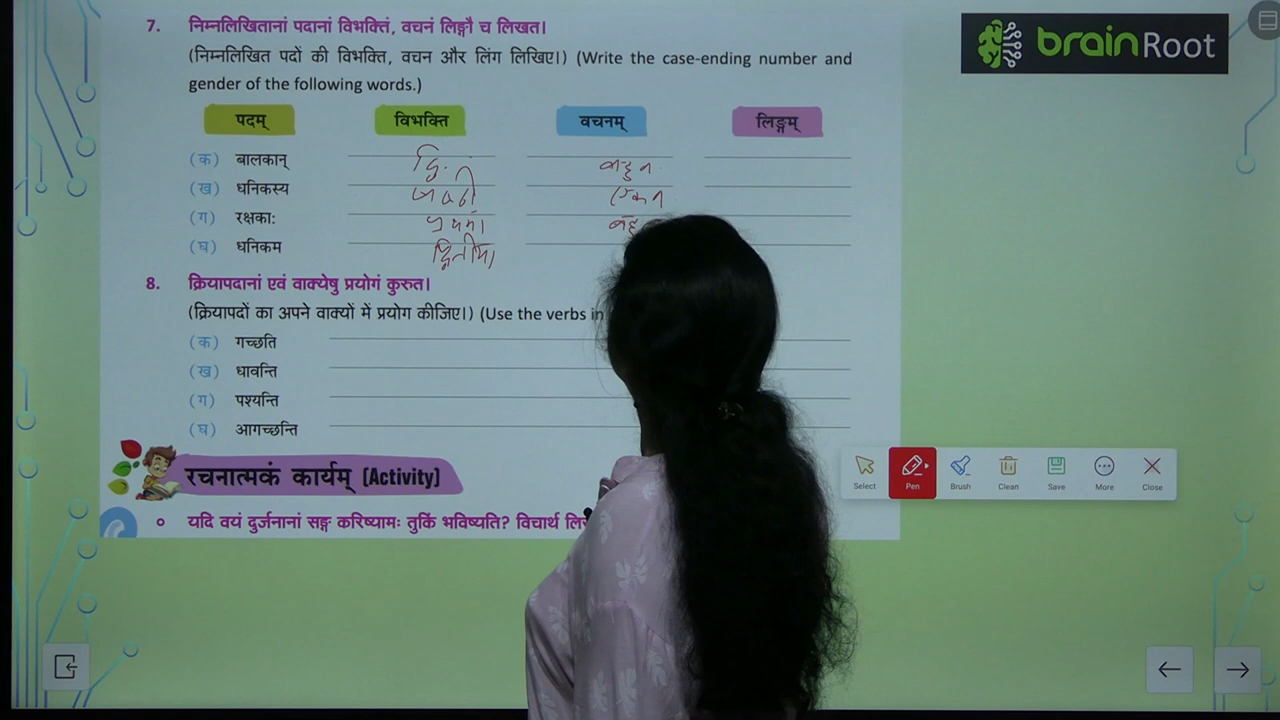 brainRoot
7. निम्नलिखितानां पदानां विभक्तिं, वचनं लिङ्गौ च लिखत।
(निम्नलिखित पदों की विभक्ति, वचन और लिंग लिखिए।) (Write the case-ending number and
gender of the following words.)
पदम् विभक्ति वचनम् लिङ्गम्
(क) बालकान् द्वि. बहुव.
(ख) धनिकस्य षष्ठी एकव
(ग) रक्षकाः प्रथमा बहु
(घ) धनिकम द्वितीया
8. क्रियापदानां एवं वाक्येषु प्रयोगं कुरुत।
(क्रियापदों का अपने वाक्यों में प्रयोग कीजिए।) (Use the verbs in
(क) गच्छति
(ख) धावन्ति
(ग) पश्यन्ति
(घ) आगच्छन्ति
Select Pen Brush Clean Save More Close
रचनात्मकं कार्यम् (Activity)
यदि वयं दुर्जनानां सङ्ग करिष्यामः तुकिं भविष्यति? विचार्य